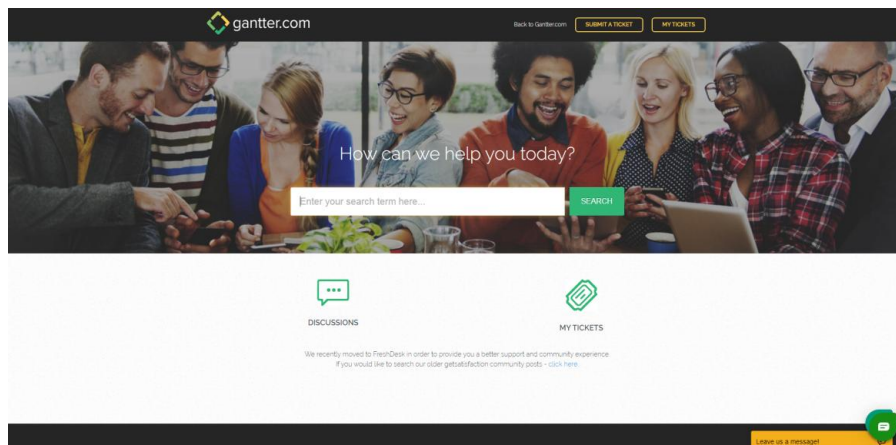 gantter.com
Back to Gantter.com
SUBMIT A TICKET
MY TICKETS
How can we help you today?
Enter your search term here...
SEARCH
DISCUSSIONS
MY TICKETS
We recently moved to FreshDesk in order to provide you a better support and community experience.
If you would like to search our older getsatisfaction community posts - click here.
Leave us a message!